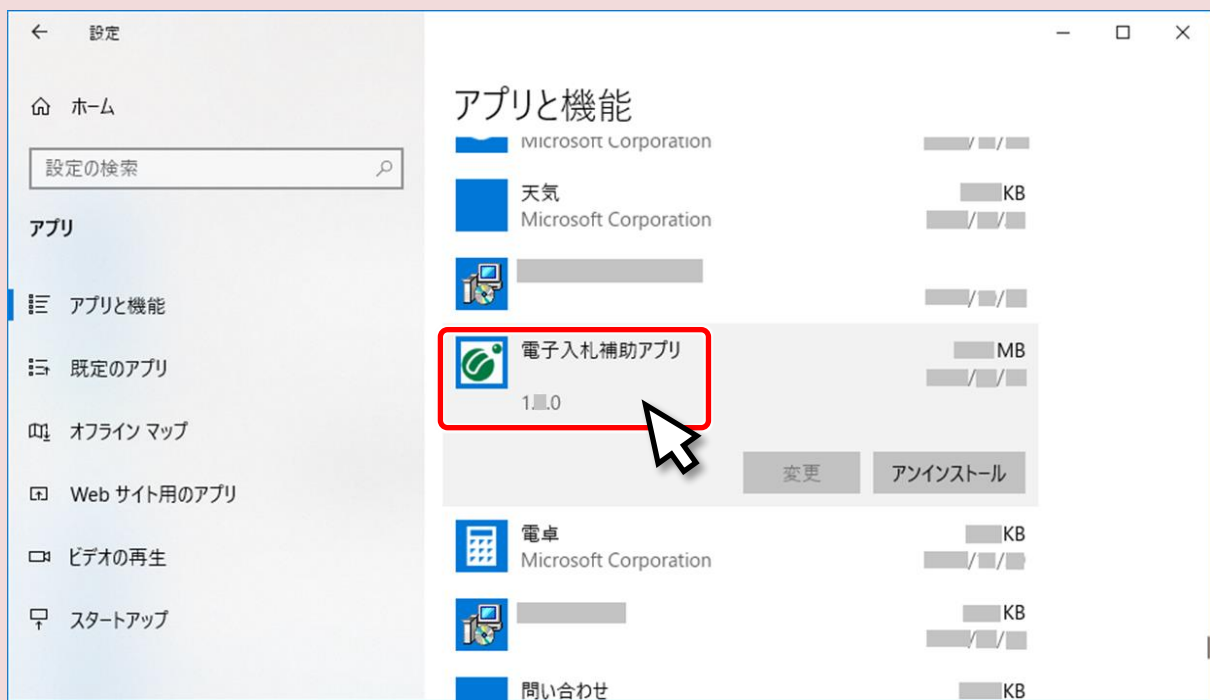 設定
ホーム
設定の検索
アプリ
アプリと機能
既定のアプリ
オフライン マップ
Web サイト用のアプリ
ビデオの再生
スタートアップ
アプリと機能
Microsoft Corporation
/ /
天気
KB
Microsoft Corporation
/ /
/ /
電子入札補助アプリ
MB
/ /
1. .0
変更
アンインストール
電卓
KB
Microsoft Corporation
/ /
KB
/ /
問い合わせ
KB